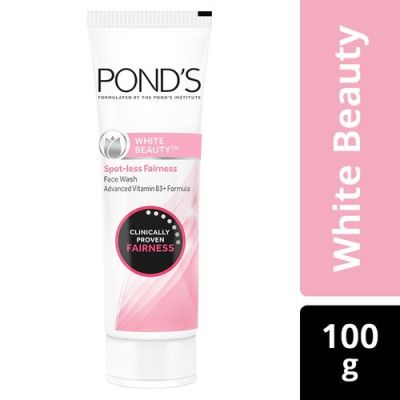 POND'S
FORMULATED BY THE POND'S INSTITUTE
WHITE
BEAUTY™
Spot-less Fairness
Face Wash
Advanced Vitamin B3+ Formula
CLINICALLY
PROVEN
FAIRNESS
White Beauty
100
g